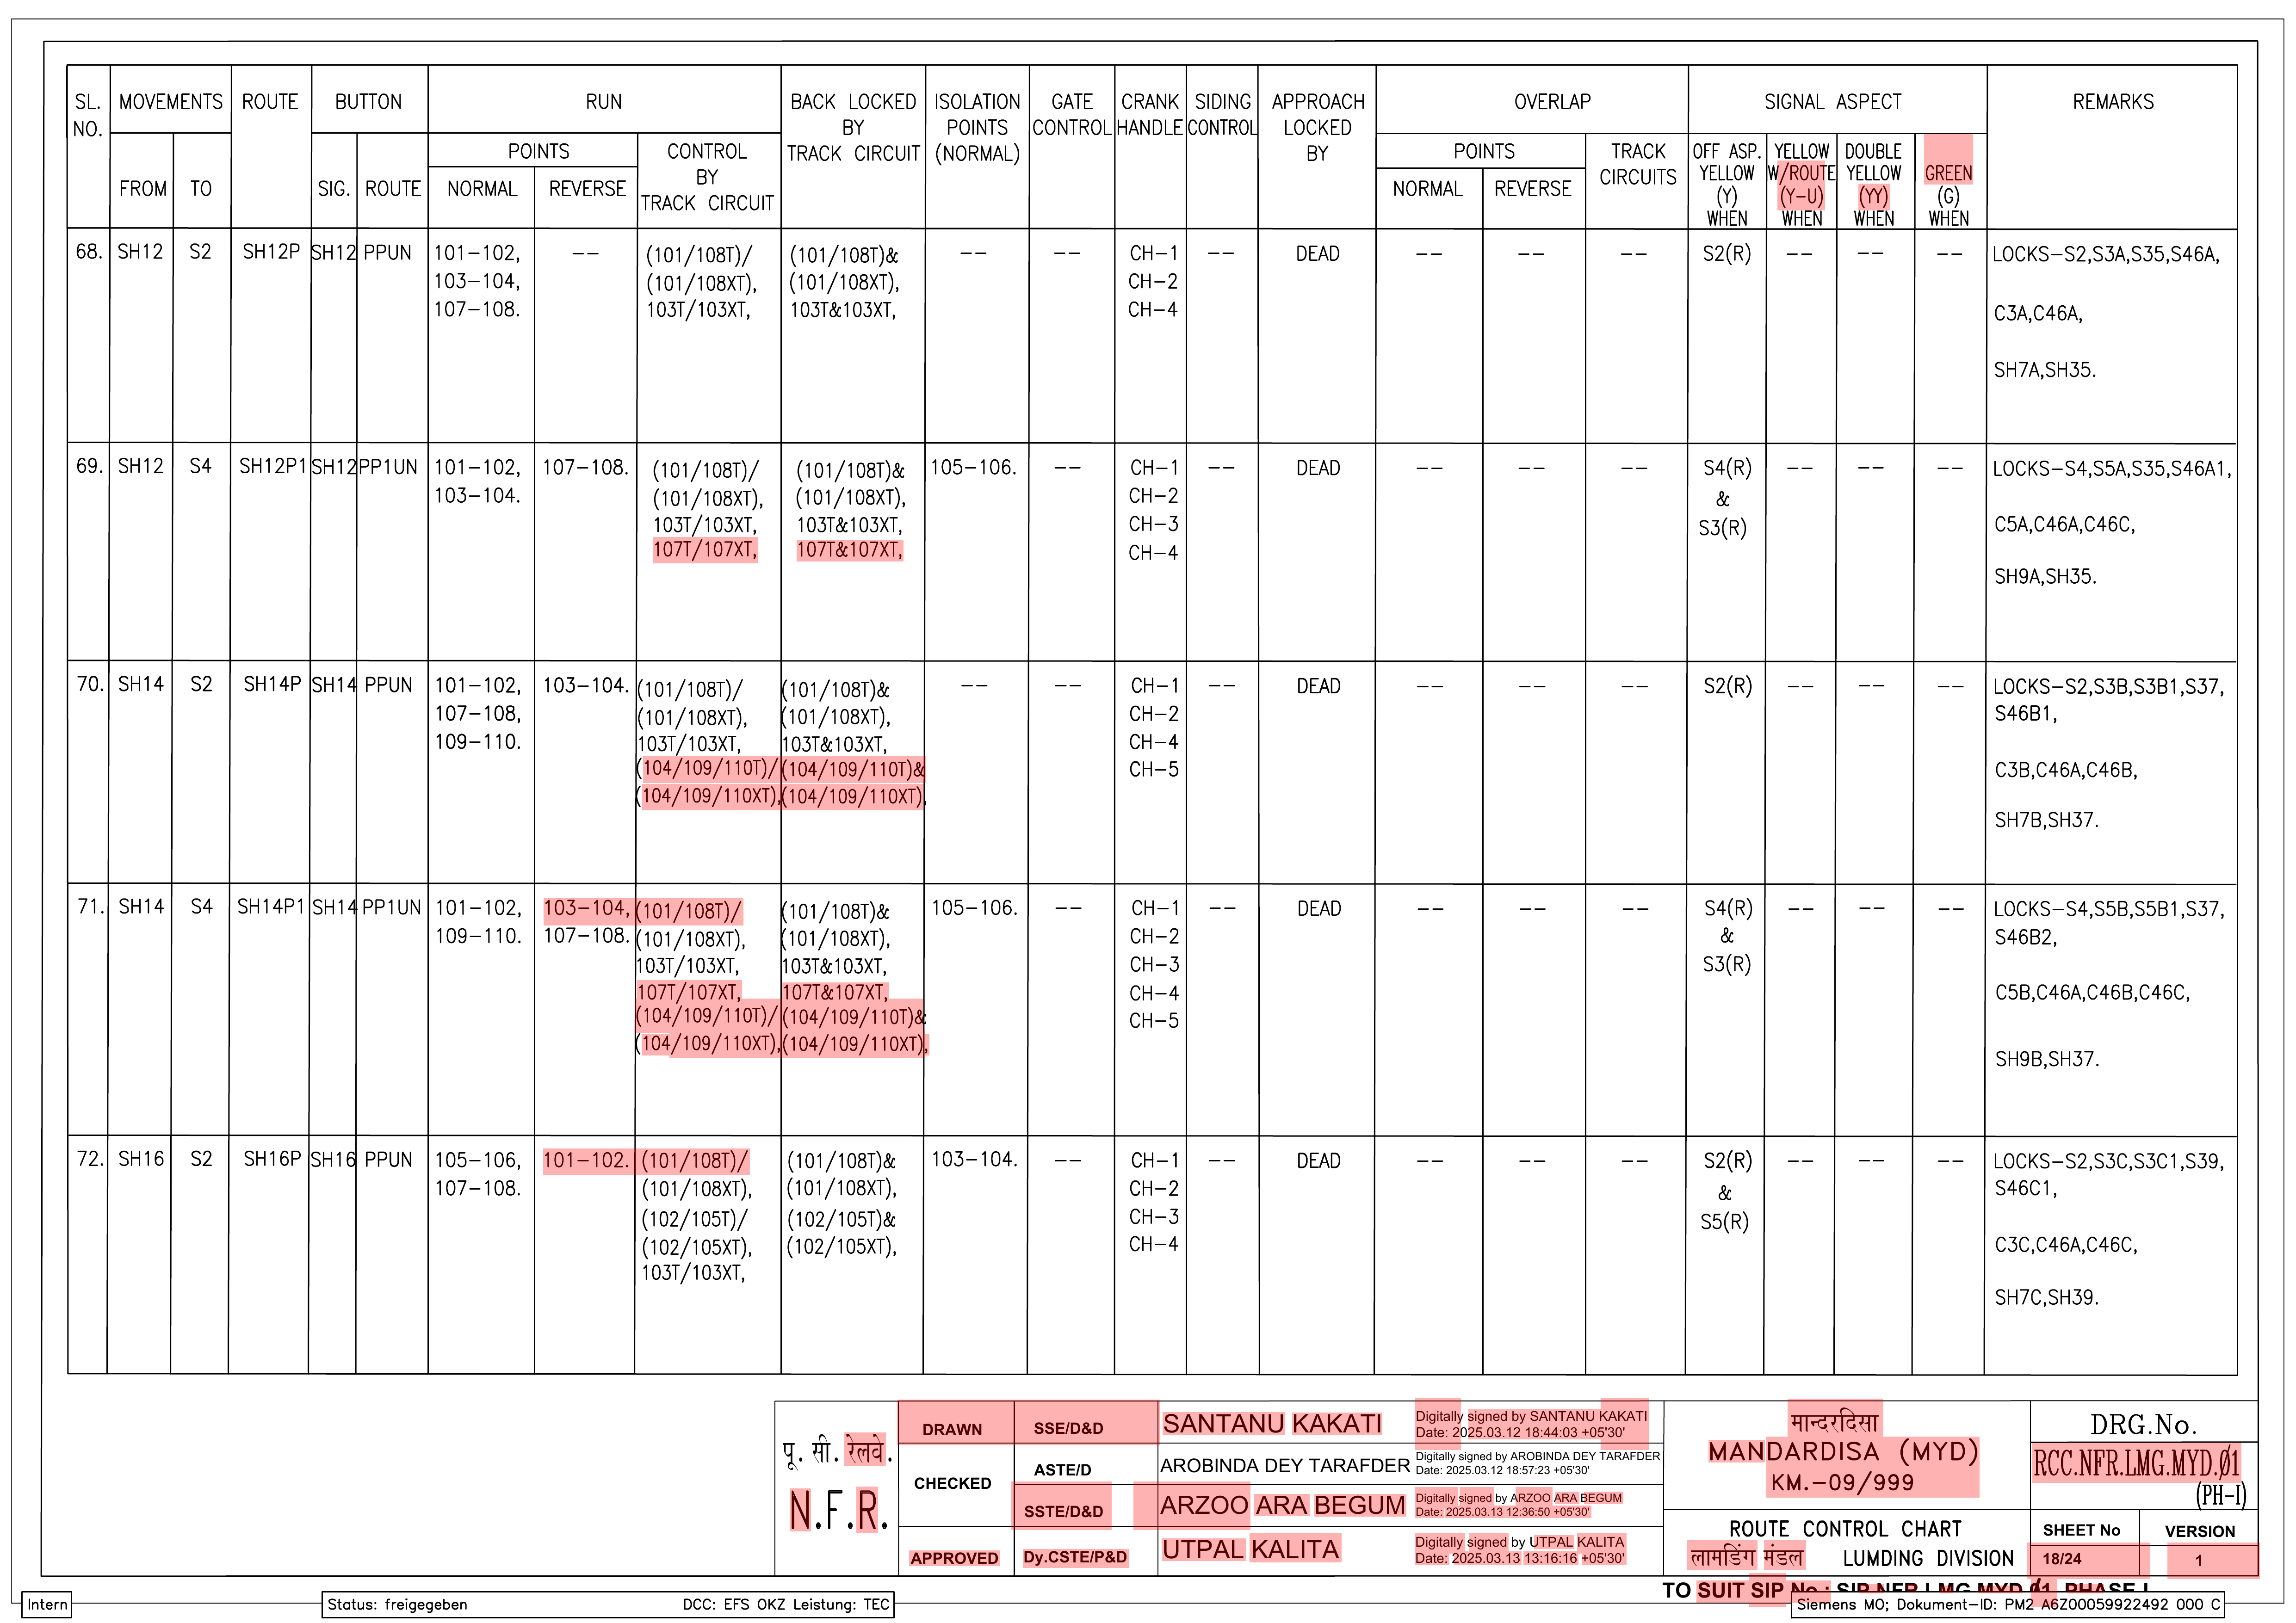 SL. NO. MOVEMENTS ROUTE BUTTON RUN BACK LOCKED BY TRACK CIRCUIT ISOLATION POINTS (NORMAL) GATE CONTROL CRANK HANDLE SIDING CONTROL APPROACH LOCKED BY OVERLAP SIGNAL ASPECT REMARKS
POINTS CONTROL BY TRACK CIRCUIT POINTS TRACK CIRCUITS OFF ASP. YELLOW (Y) WHEN YELLOW W/ROUTE (Y-U) WHEN DOUBLE YELLOW (YY) WHEN GREEN (G) WHEN
FROM TO SIG. ROUTE NORMAL REVERSE NORMAL REVERSE
68. SH12 S2 SH12P SH12 PPUN 101-102, -- (101/108T)/ (101/108T)& -- -- CH-1 -- DEAD -- -- -- S2(R) -- -- -- LOCKS-S2,S3A,S35,S46A,
103-104, (101/108XT), (101/108XT), CH-2
107-108. 103T/103XT, 103T&103XT, CH-4 C3A,C46A,
SH7A,SH35.
69. SH12 S4 SH12P1 SH12 PP1UN 101-102, 107-108. (101/108T)/ (101/108T)& 105-106. -- CH-1 -- DEAD -- -- -- S4(R) -- -- -- LOCKS-S4,S5A,S35,S46A1,
103-104. (101/108XT), (101/108XT), CH-2 &
103T/103XT, 103T&103XT, CH-3 S3(R) C5A,C46A,C46C,
107T/107XT, 107T&107XT, CH-4
SH9A,SH35.
70. SH14 S2 SH14P SH14 PPUN 101-102, 103-104. (101/108T)/ (101/108T)& -- -- CH-1 -- DEAD -- -- -- S2(R) -- -- -- LOCKS-S2,S3B,S3B1,S37,
107-108, (101/108XT), (101/108XT), CH-2 S46B1,
109-110. 103T/103XT, 103T&103XT, CH-4
(104/109/110T)/ (104/109/110T)& CH-5 C3B,C46A,C46B,
(104/109/110XT), (104/109/110XT),
SH7B,SH37.
71. SH14 S4 SH14P1 SH14 PP1UN 101-102, 103-104, (101/108T)/ (101/108T)& 105-106. -- CH-1 -- DEAD -- -- -- S4(R) -- -- -- LOCKS-S4,S5B,S5B1,S37,
109-110. 107-108. (101/108XT), (101/108XT), CH-2 & S46B2,
103T/103XT, 103T&103XT, CH-3 S3(R)
107T/107XT, 107T&107XT, CH-4 C5B,C46A,C46B,C46C,
(104/109/110T)/ (104/109/110T)& CH-5
(104/109/110XT), (104/109/110XT),
SH9B,SH37.
72. SH16 S2 SH16P SH16 PPUN 105-106, 101-102. (101/108T)/ (101/108T)& 103-104. -- CH-1 -- DEAD -- -- -- S2(R) -- -- -- LOCKS-S2,S3C,S3C1,S39,
107-108. (101/108XT), (101/108XT), CH-2 & S46C1,
(102/105T)/ (102/105T)& CH-3 S5(R)
(102/105XT), (102/105XT), CH-4 C3C,C46A,C46C,
103T/103XT,
SH7C,SH39.
पू. सी. रेलवे.
N.F.R.
DRAWN SSE/D&D SANTANU KAKATI Digitally signed by SANTANU KAKATI
Date: 2025.03.12 18:44:03 +05'30'
CHECKED ASTE/D AROBINDA DEY TARAFDER Digitally signed by AROBINDA DEY TARAFDER
Date: 2025.03.12 18:57:23 +05'30'
SSTE/D&D ARZOO ARA BEGUM Digitally signed by ARZOO ARA BEGUM
Date: 2025.03.13 12:36:50 +05'30'
APPROVED Dy.CSTE/P&D UTPAL KALITA Digitally signed by UTPAL KALITA
Date: 2025.03.13 13:16:16 +05'30'
मान्दरदिसा
MANDARDISA (MYD)
KM.-09/999
ROUTE CONTROL CHART
लामडिंग मंडल LUMDING DIVISION
DRG.No.
RCC.NFR.LMG.MYD.Ø1
(PH-I)
SHEET No VERSION
18/24 1
TO SUIT SIP No.: SIP.NFR.LMG.MYD.Ø1, PHASE I
Intern
Status: freigegeben DCC: EFS OKZ Leistung: TEC
Siemens MO; Dokument-ID: PM2 A6Z00059922492 000 C